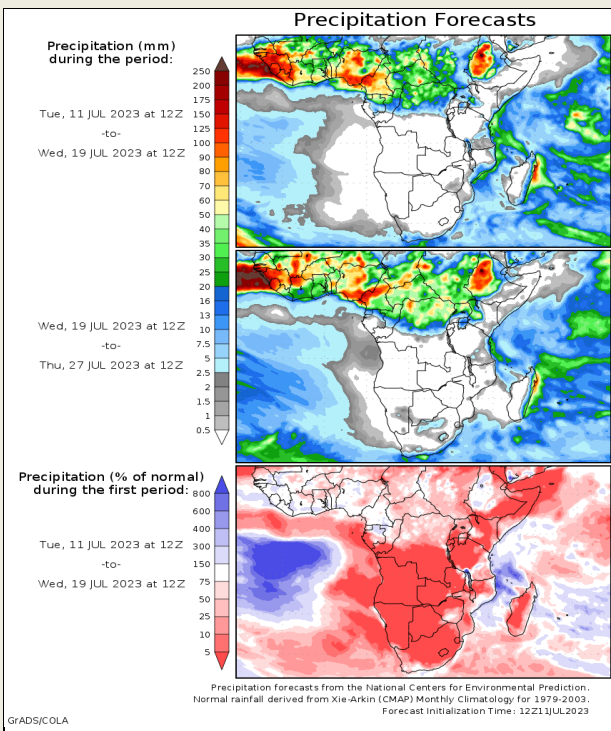 Precipitation Forecasts
Precipitation (mm)
during the period:
Tue, 11 JUL 2023 at 12Z
-to-
Wed, 19 JUL 2023 at 12Z
250
200
175
150
125
100
90
80
70
60
50
40
35
30
25
20
16
13
10
7.5
5
2.5
2
1.5
1
0.5
Wed, 19 JUL 2023 at 12Z
-to-
Thu, 27 JUL 2023 at 12Z
Precipitation (% of normal)
during the first period:
Tue, 11 JUL 2023 at 12Z
-to-
Wed, 19 JUL 2023 at 12Z
800
600
400
300
150
75
50
25
10
5
Precipitation forecasts from the National Centers for Environmental Prediction.
Normal rainfall derived from Xie-Arkin (CMAP) Monthly Climatology for 1979-2003.
Forecast Initialization Time: 12Z11JUL2023
GrADS/COLA